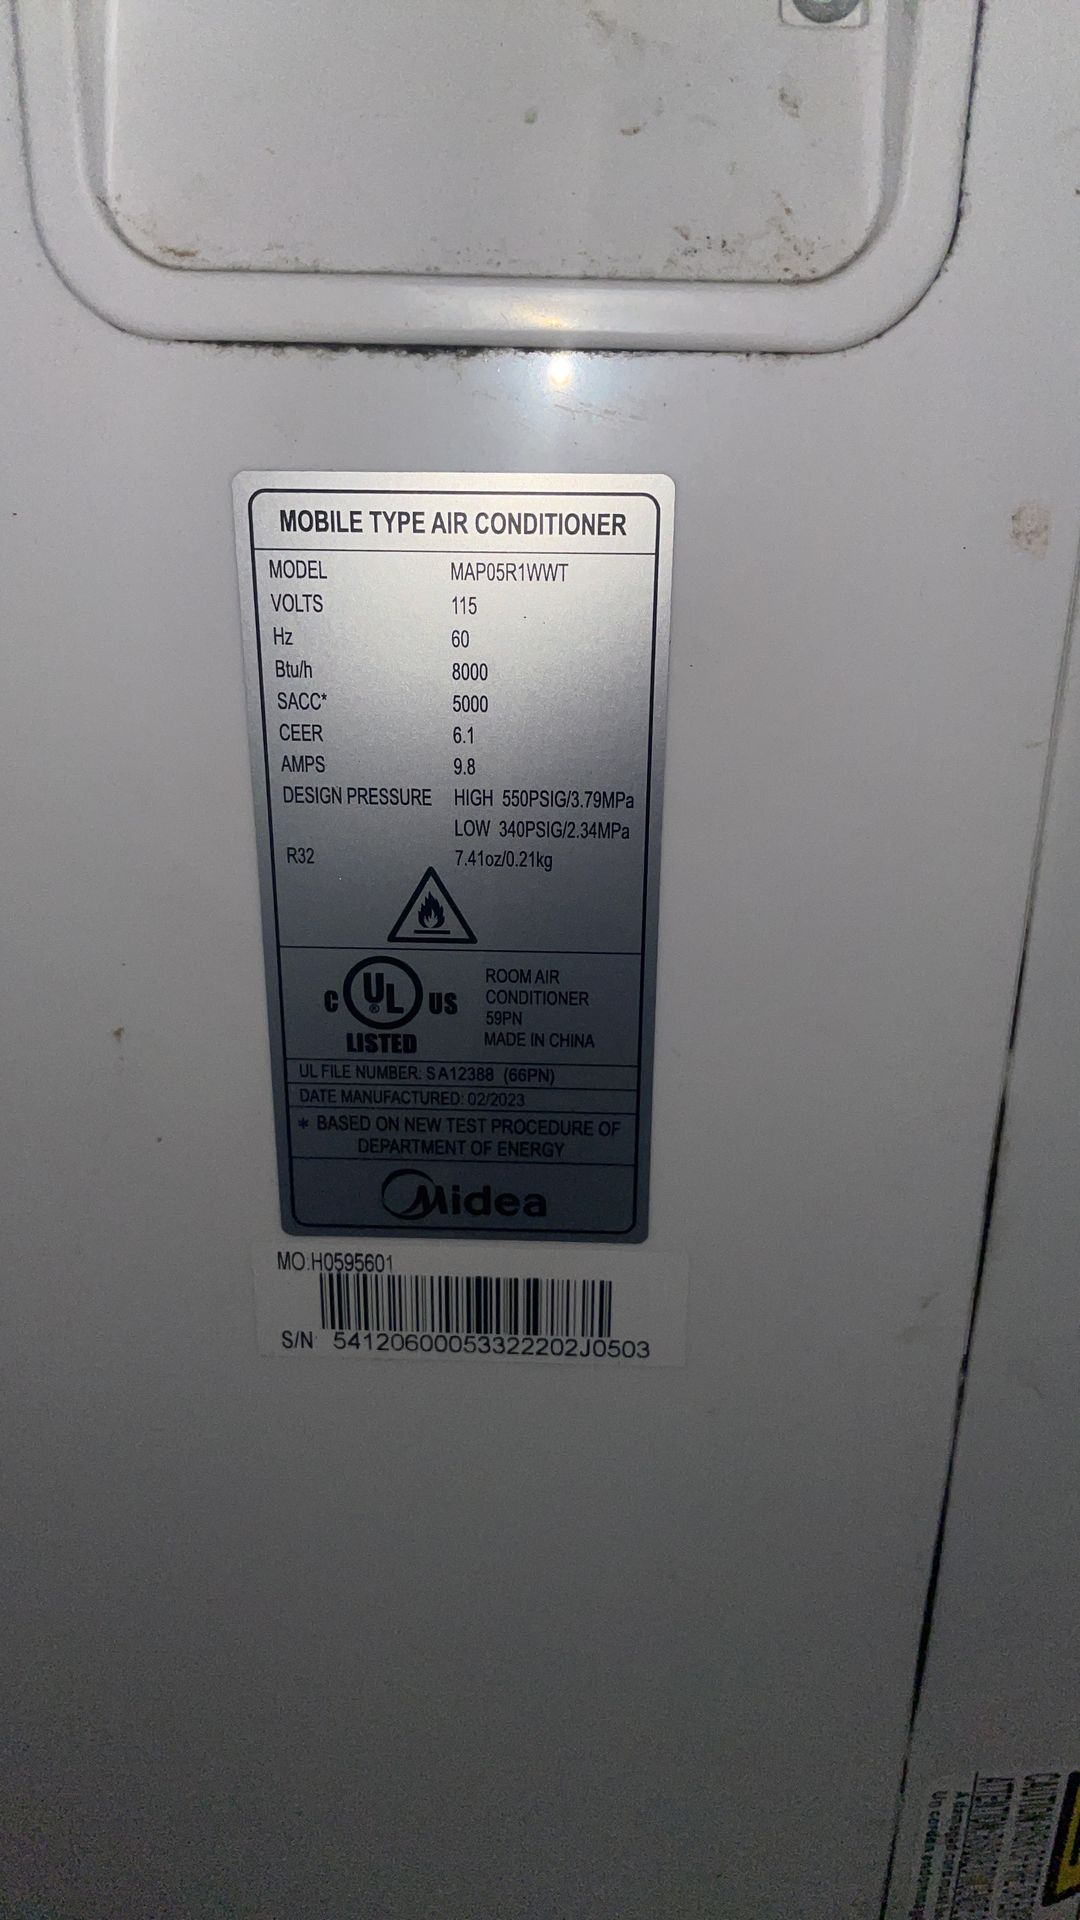 MOBILE TYPE AIR CONDITIONER
MODEL MAP05R1WWT
VOLTS 115
Hz 60
Btu/h 8000
SACC* 5000
CEER 6.1
AMPS 9.8
DESIGN PRESSURE HIGH 550PSIG/3.79MPa
LOW 340PSIG/2.34MPa
R32 7.41oz/0.21kg
C UL® US
LISTED
ROOM AIR
CONDITIONER
59PN
MADE IN CHINA
UL FILE NUMBER: SA12388 (66PN)
DATE MANUFACTURED: 02/2023
* BASED ON NEW TEST PROCEDURE OF
DEPARTMENT OF ENERGY
Midea
MO:H0595601
S/N: 54120600053322202J0503
A damaged